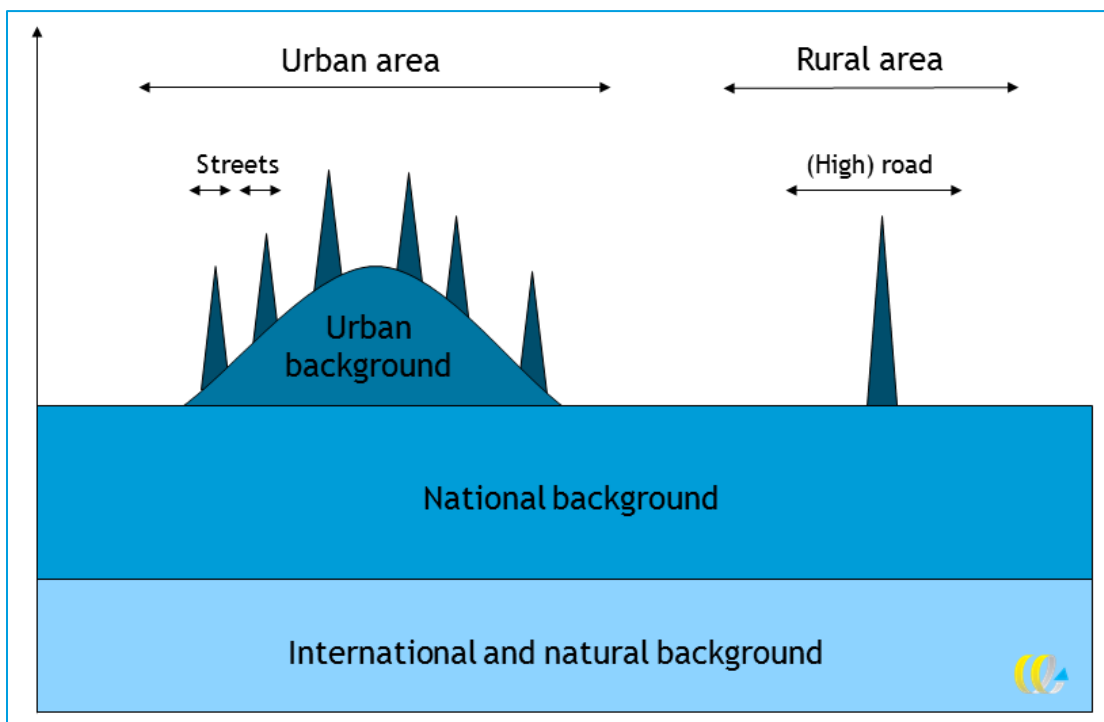 Urban area
Rural area
Streets
(High) road
Urban
background
National background
International and natural background